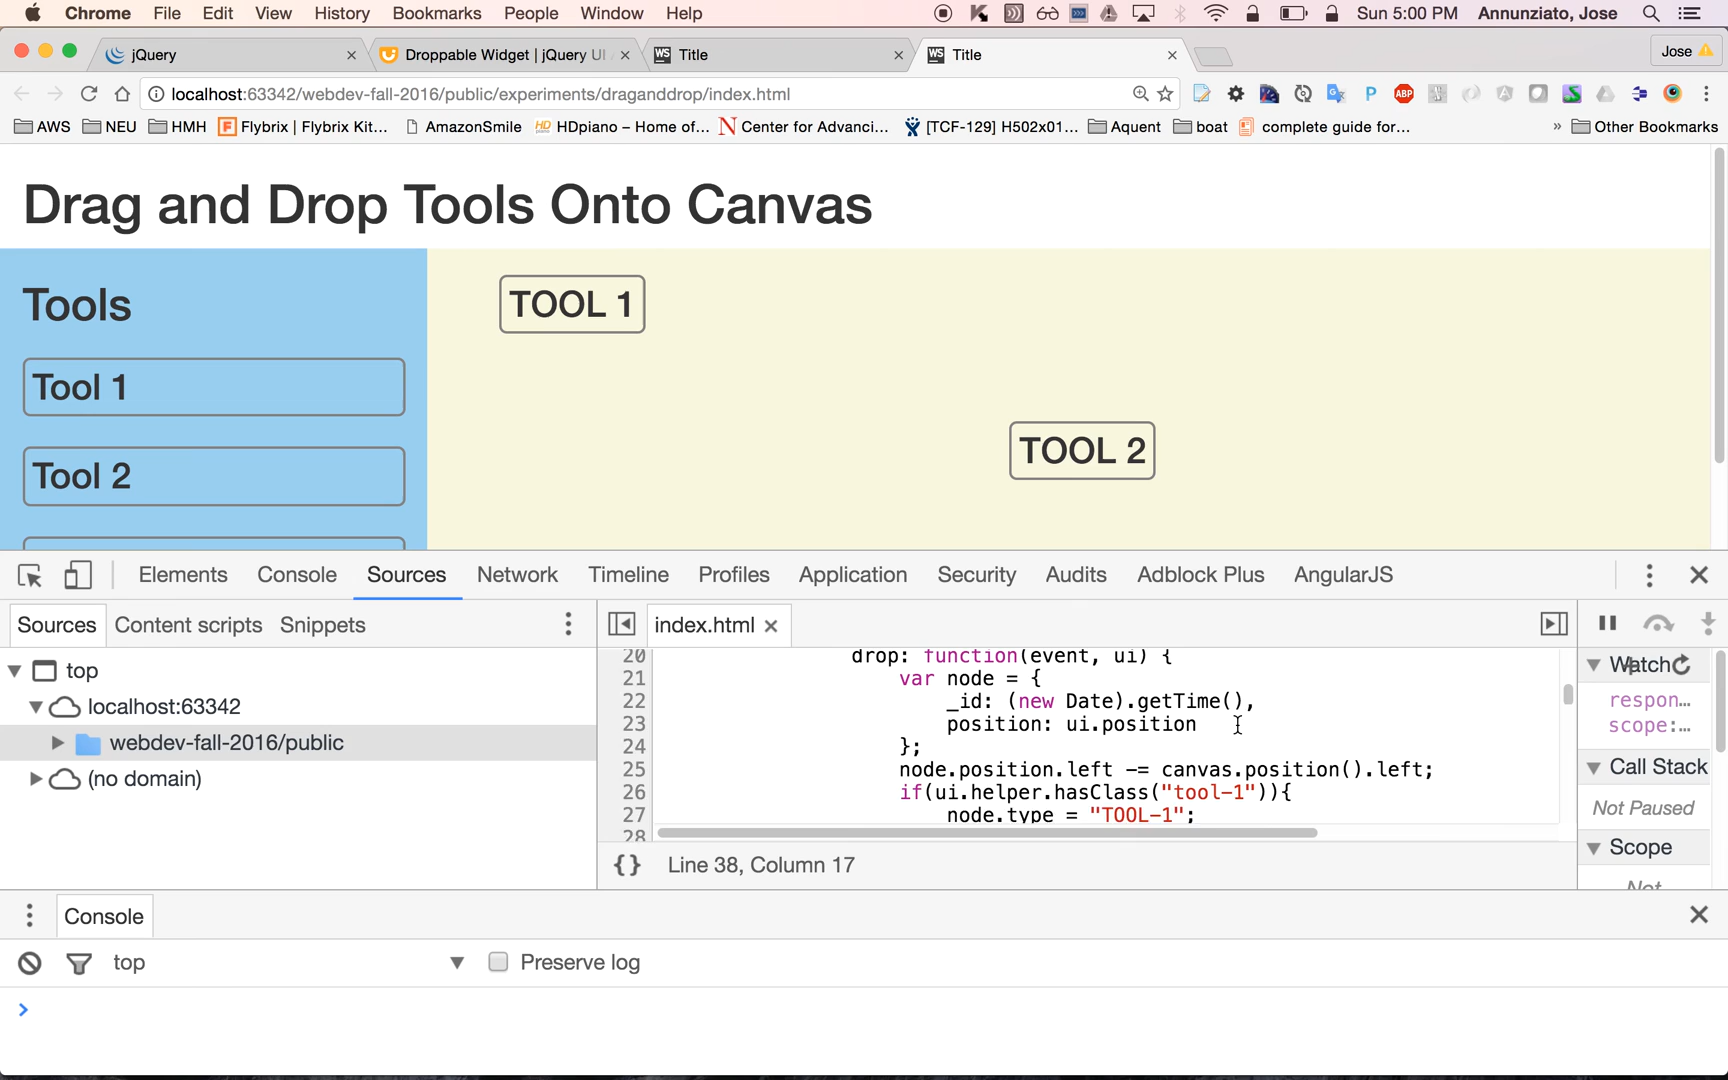 Chrome File Edit View History Bookmarks People Window Help Sun 5:00 PM Annunziato, Jose
jQuery Droppable Widget | jQuery UI Title Title Jose
localhost:63342/webdev-fall-2016/public/experiments/draganddrop/index.html
AWS NEU HMH Flybrix | Flybrix Kit... AmazonSmile HDpiano – Home of... Center for Advanci... [TCF-129] H502x01... Aquent boat complete guide for... » Other Bookmarks
Drag and Drop Tools Onto Canvas
Tools
TOOL 1
Tool 1
TOOL 2
Tool 2
Elements Console Sources Network Timeline Profiles Application Security Audits Adblock Plus AngularJS
Sources Content scripts Snippets index.html
top
localhost:63342
webdev-fall-2016/public
(no domain)
20 drop: function(event, ui) {
21 var node = {
22 _id: (new Date).getTime(),
23 position: ui.position
24 };
25 node.position.left -= canvas.position().left;
26 if(ui.helper.hasClass("tool-1")){
27 node.type = "TOOL-1";
28
{} Line 38, Column 17
Watch
respon...
scope:...
Call Stack
Not Paused
Scope
Not
Console
top Preserve log
>